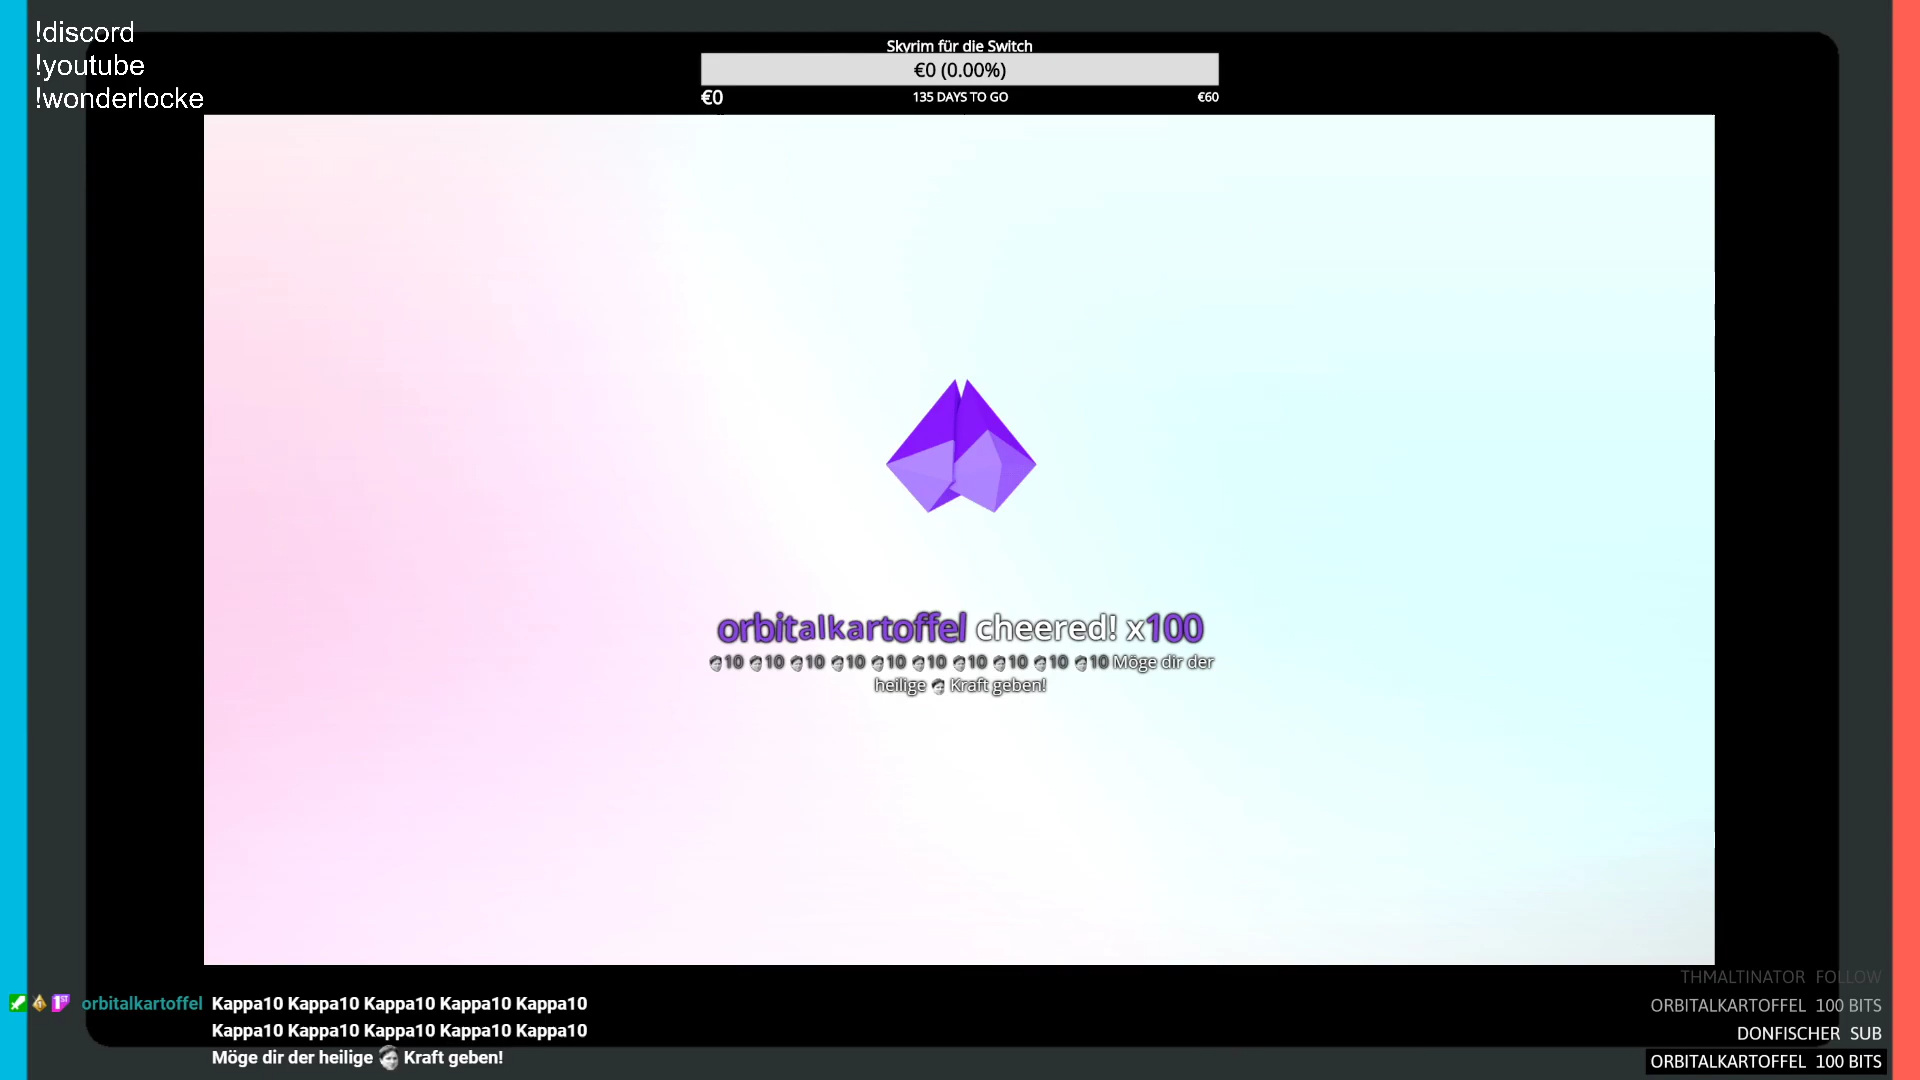 !discord
!youtube
!wonderlocke
Skyrim für die Switch
€0 (0.00%)
€0 135 DAYS TO GO €60
orbitalkartoffel cheered! x100
10 10 10 10 10 10 10 10 10 10 Möge dir der
heilige Kraft geben!
1ST orbitalkartoffel Kappa10 Kappa10 Kappa10 Kappa10 Kappa10
Kappa10 Kappa10 Kappa10 Kappa10 Kappa10
Möge dir der heilige Kraft geben!
THMALTINATOR FOLLOW
ORBITALKARTOFFEL 100 BITS
DONFISCHER SUB
ORBITALKARTOFFEL 100 BITS